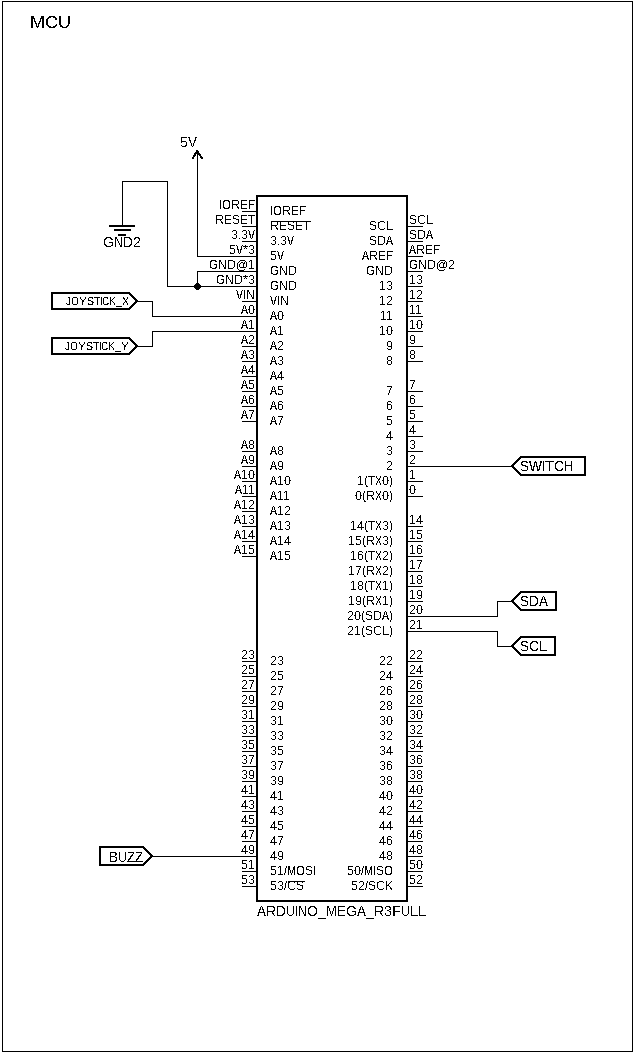 MCU
5V
GND2
IOREF
RESET
3.3V
5V*3
GND@1
GND*3
VIN
A0
A1
A2
A3
A4
A5
A6
A7
A8
A9
A10
A11
A12
A13
A14
A15
23
25
27
29
31
33
35
37
39
41
43
45
47
49
51
53
JOYSTICK_X
JOYSTICK_Y
BUZZ
IOREF
RESET
3.3V
5V
GND
GND
VIN
A0
A1
A2
A3
A4
A5
A7
A8
A9
A10
A11
A12
A13
A14
A15
23
25
27
29
31
33
35
37
39
41
43
45
47
49
51/MOSI
53/CS
SCL
SDA
AREF
GND
13
12
11
10
9
8
7
6
5
4
3
2
1(TX0)
0(RX0)
14(TX3)
15(RX3)
16(TX2)
17(RX2)
18(TX1)
19(RX1)
20(SDA)
21(SCL)
22
24
26
28
30
32
34
36
38
40
42
44
46
48
50/MISO
52/SCK
SCL
SDA
AREF
GND@2
13
12
11
10
9
8
7
6
5
4
3
2
1
0
14
15
16
17
18
19
20
21
22
24
26
28
30
32
34
36
38
40
42
44
46
48
50
52
SWITCH
SDA
SCL
ARDUINO_MEGA_R3FULL